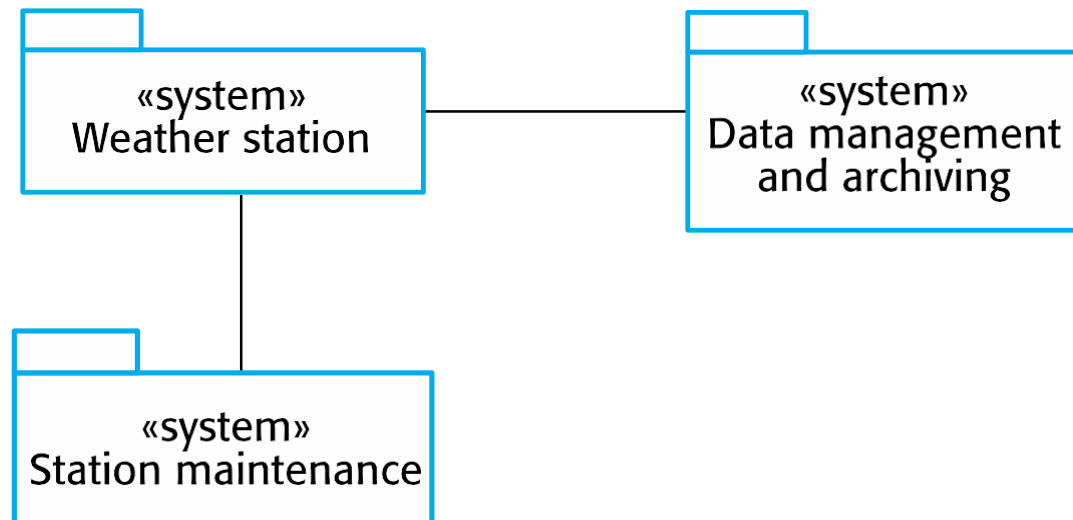 «system»
Weather station
«system»
Data management
and archiving
«system»
Station maintenance